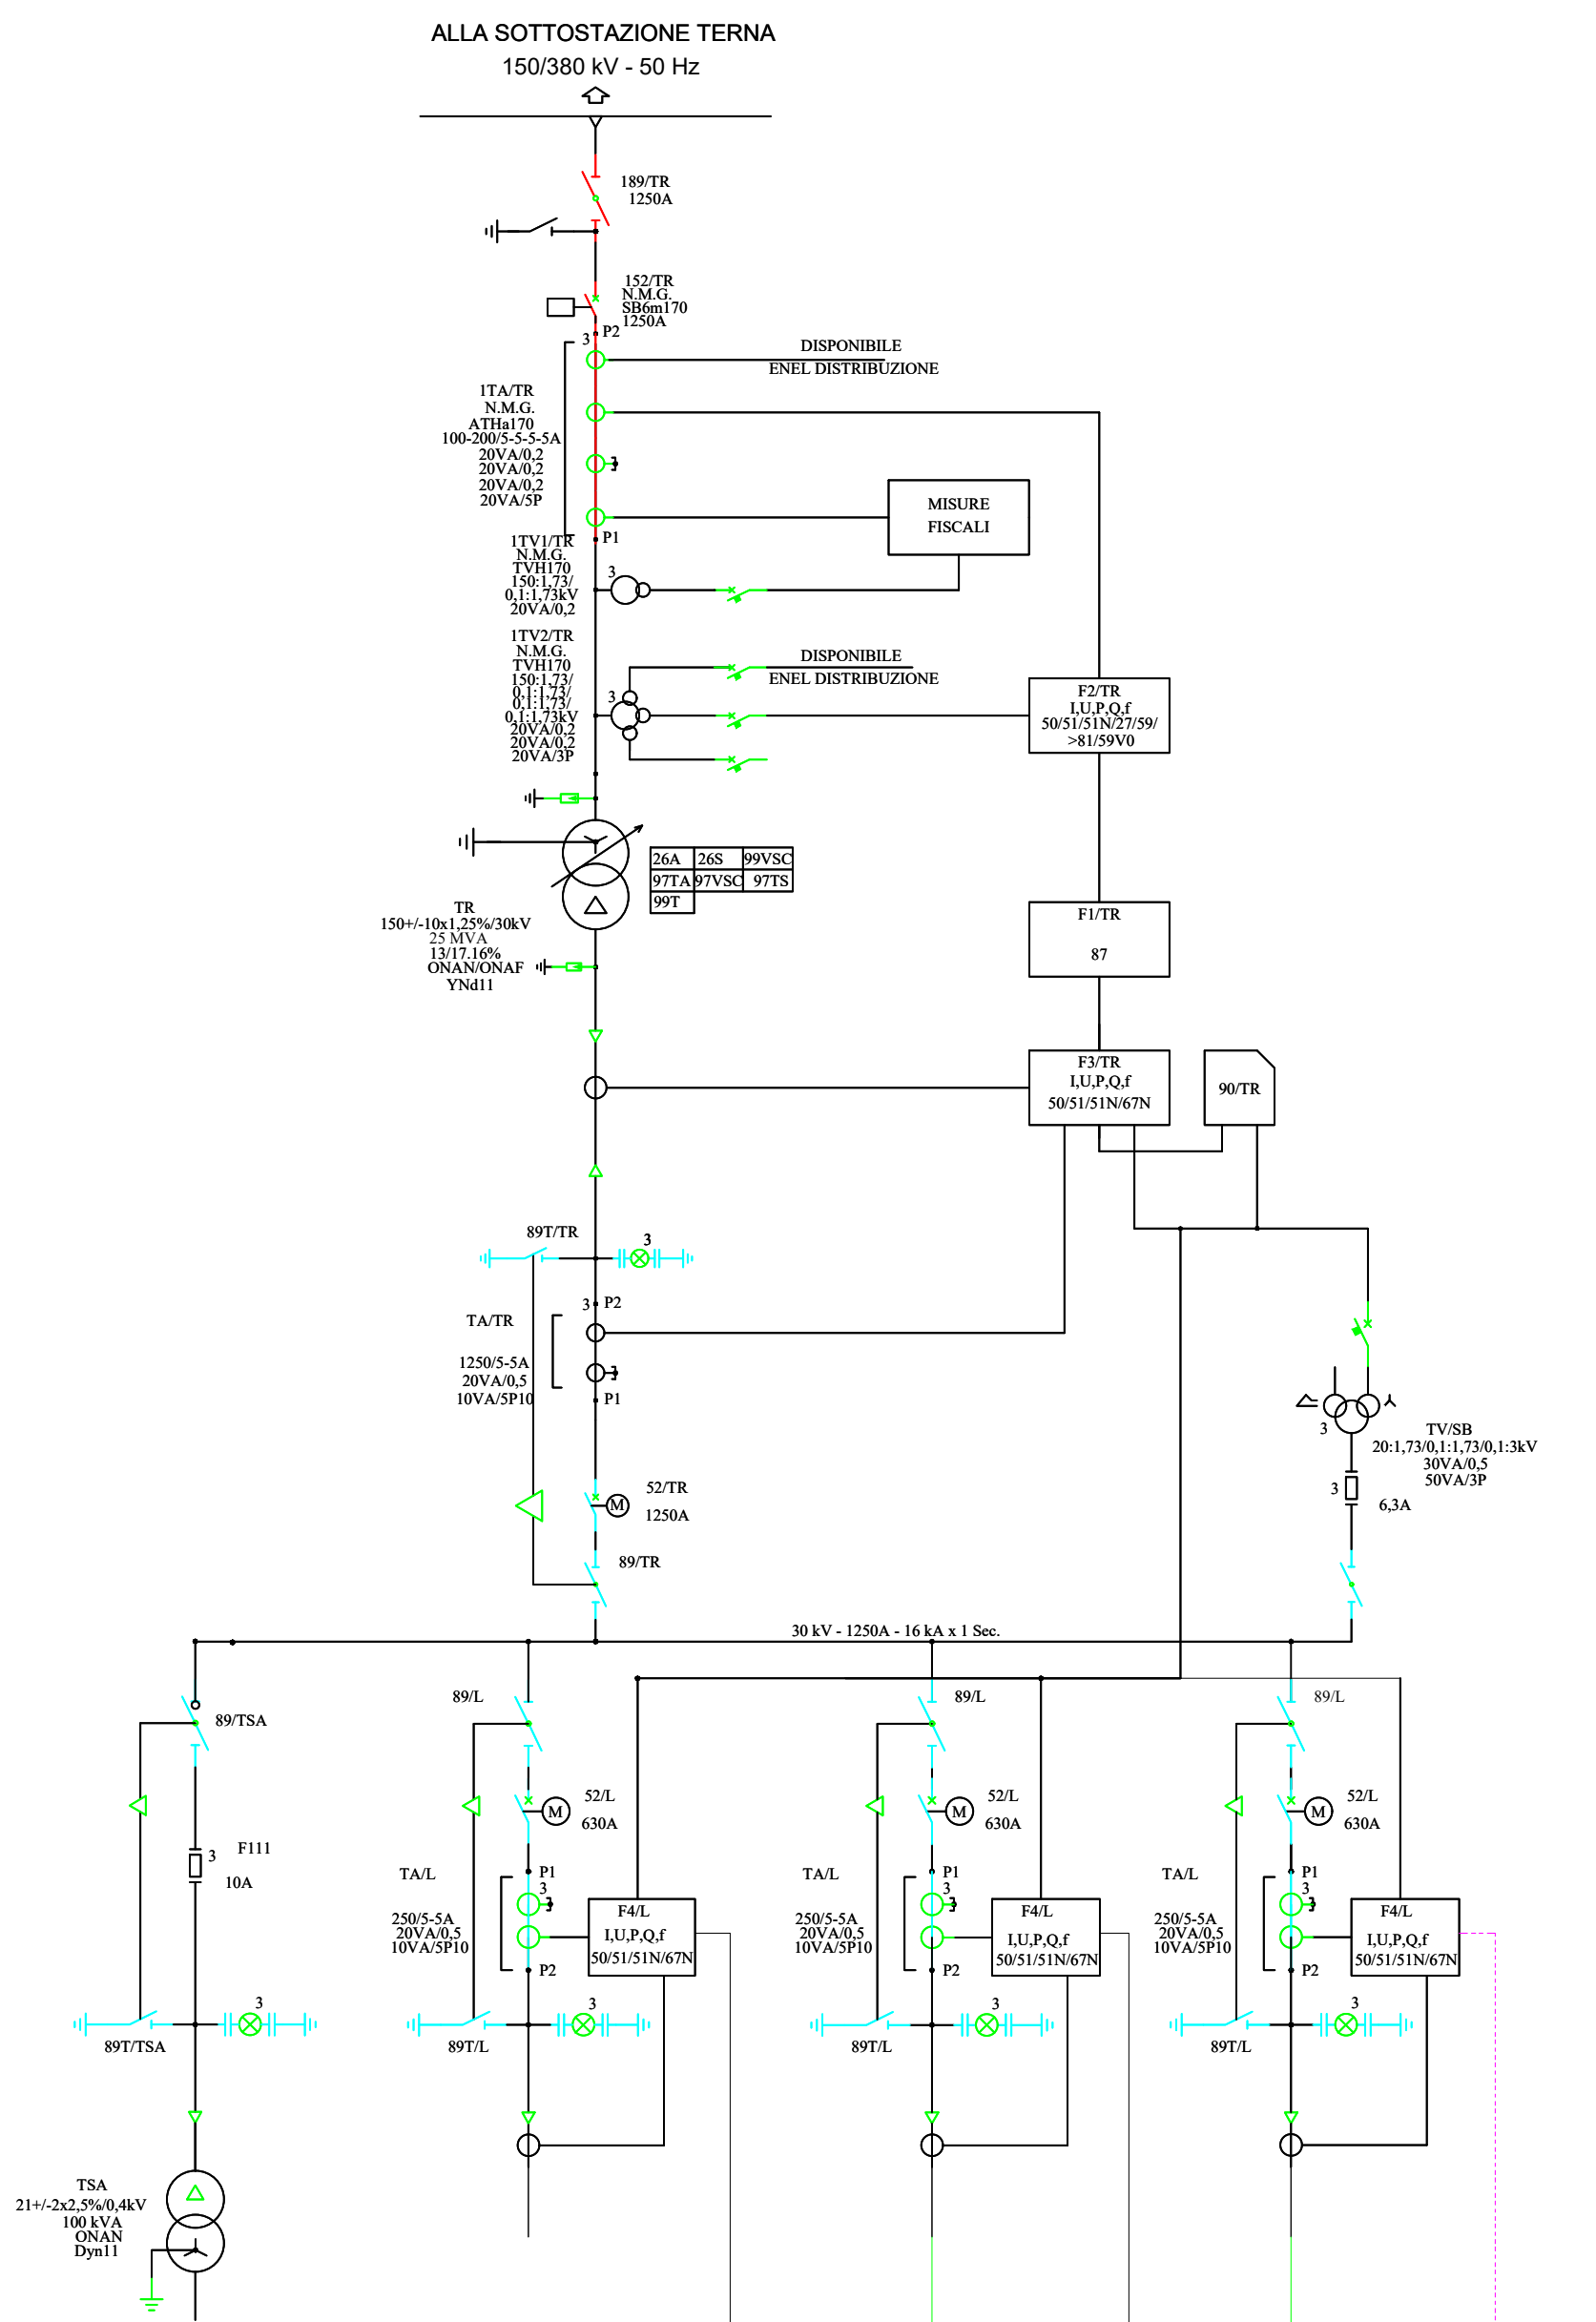 ALLA SOTTOSTAZIONE TERNA
150/380 kV - 50 Hz
189/TR
1250A
152/TR
N.M.G.
SB6m170
1250A
P2
3
DISPONIBILE
ENEL DISTRIBUZIONE
1TA/TR
N.M.G.
ATHa170
100-200/5-5-5-5A
20VA/0,2
20VA/0,2
20VA/0,2
20VA/5P
MISURE
FISCALI
P1
1TV1/TR
N.M.G.
TVH170
150:1,73/
0,1:1,73kV
20VA/0,2
3
1TV2/TR
N.M.G.
TVH170
150:1,73/
0,1:1,73/
0,1:1,73/
0,1:1,73kV
20VA/0,2
20VA/0,2
20VA/3P
3
DISPONIBILE
ENEL DISTRIBUZIONE
F2/TR
I,U,P,Q,f
50/51/51N/27/59/
>81/59V0
26A 26S 99VSC
97TA 97VSC 97TS
99T
TR
150+/-10x1,25%/30kV
25 MVA
13/17.16%
ONAN/ONAF
YNd11
F1/TR
87
F3/TR
I,U,P,Q,f
50/51/51N/67N
90/TR
89T/TR
3
3 P2
TA/TR
1250/5-5A
20VA/0,5
10VA/5P10
P1
TV/SB
20:1,73/0,1:1,73/0,1:3kV
30VA/0,5
50VA/3P
3
3
6,3A
52/TR
M
1250A
89/TR
30 kV - 1250A - 16 kA x 1 Sec.
89/TSA
F111
3
10A
89T/TSA
3
TSA
21+/-2x2,5%/0,4kV
100 kVA
ONAN
Dyn11
89/L
52/L
M
630A
TA/L
P1
3
250/5-5A
20VA/0,5
10VA/5P10
P2
F4/L
I,U,P,Q,f
50/51/51N/67N
3
89T/L
89/L
52/L
M
630A
TA/L
P1
3
250/5-5A
20VA/0,5
10VA/5P10
P2
F4/L
I,U,P,Q,f
50/51/51N/67N
3
89T/L
89/L
52/L
M
630A
TA/L
P1
3
250/5-5A
20VA/0,5
10VA/5P10
P2
F4/L
I,U,P,Q,f
50/51/51N/67N
3
89T/L